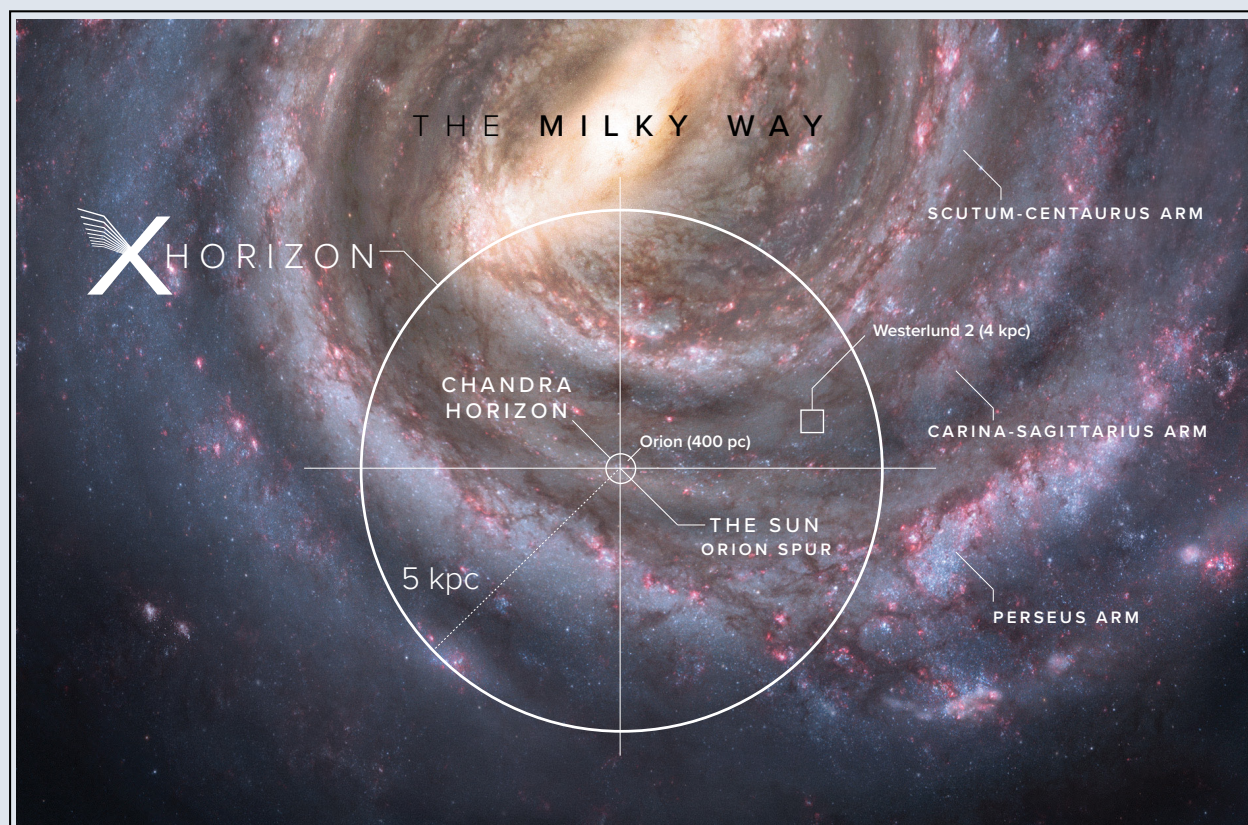 THE MILKY WAY
SCUTUM-CENTAURUS ARM
X HORIZON
Westerlund 2 (4 kpc)
CHANDRA
HORIZON
CARINA-SAGITTARIUS ARM
Orion (400 pc)
THE SUN
ORION SPUR
5 kpc
PERSEUS ARM